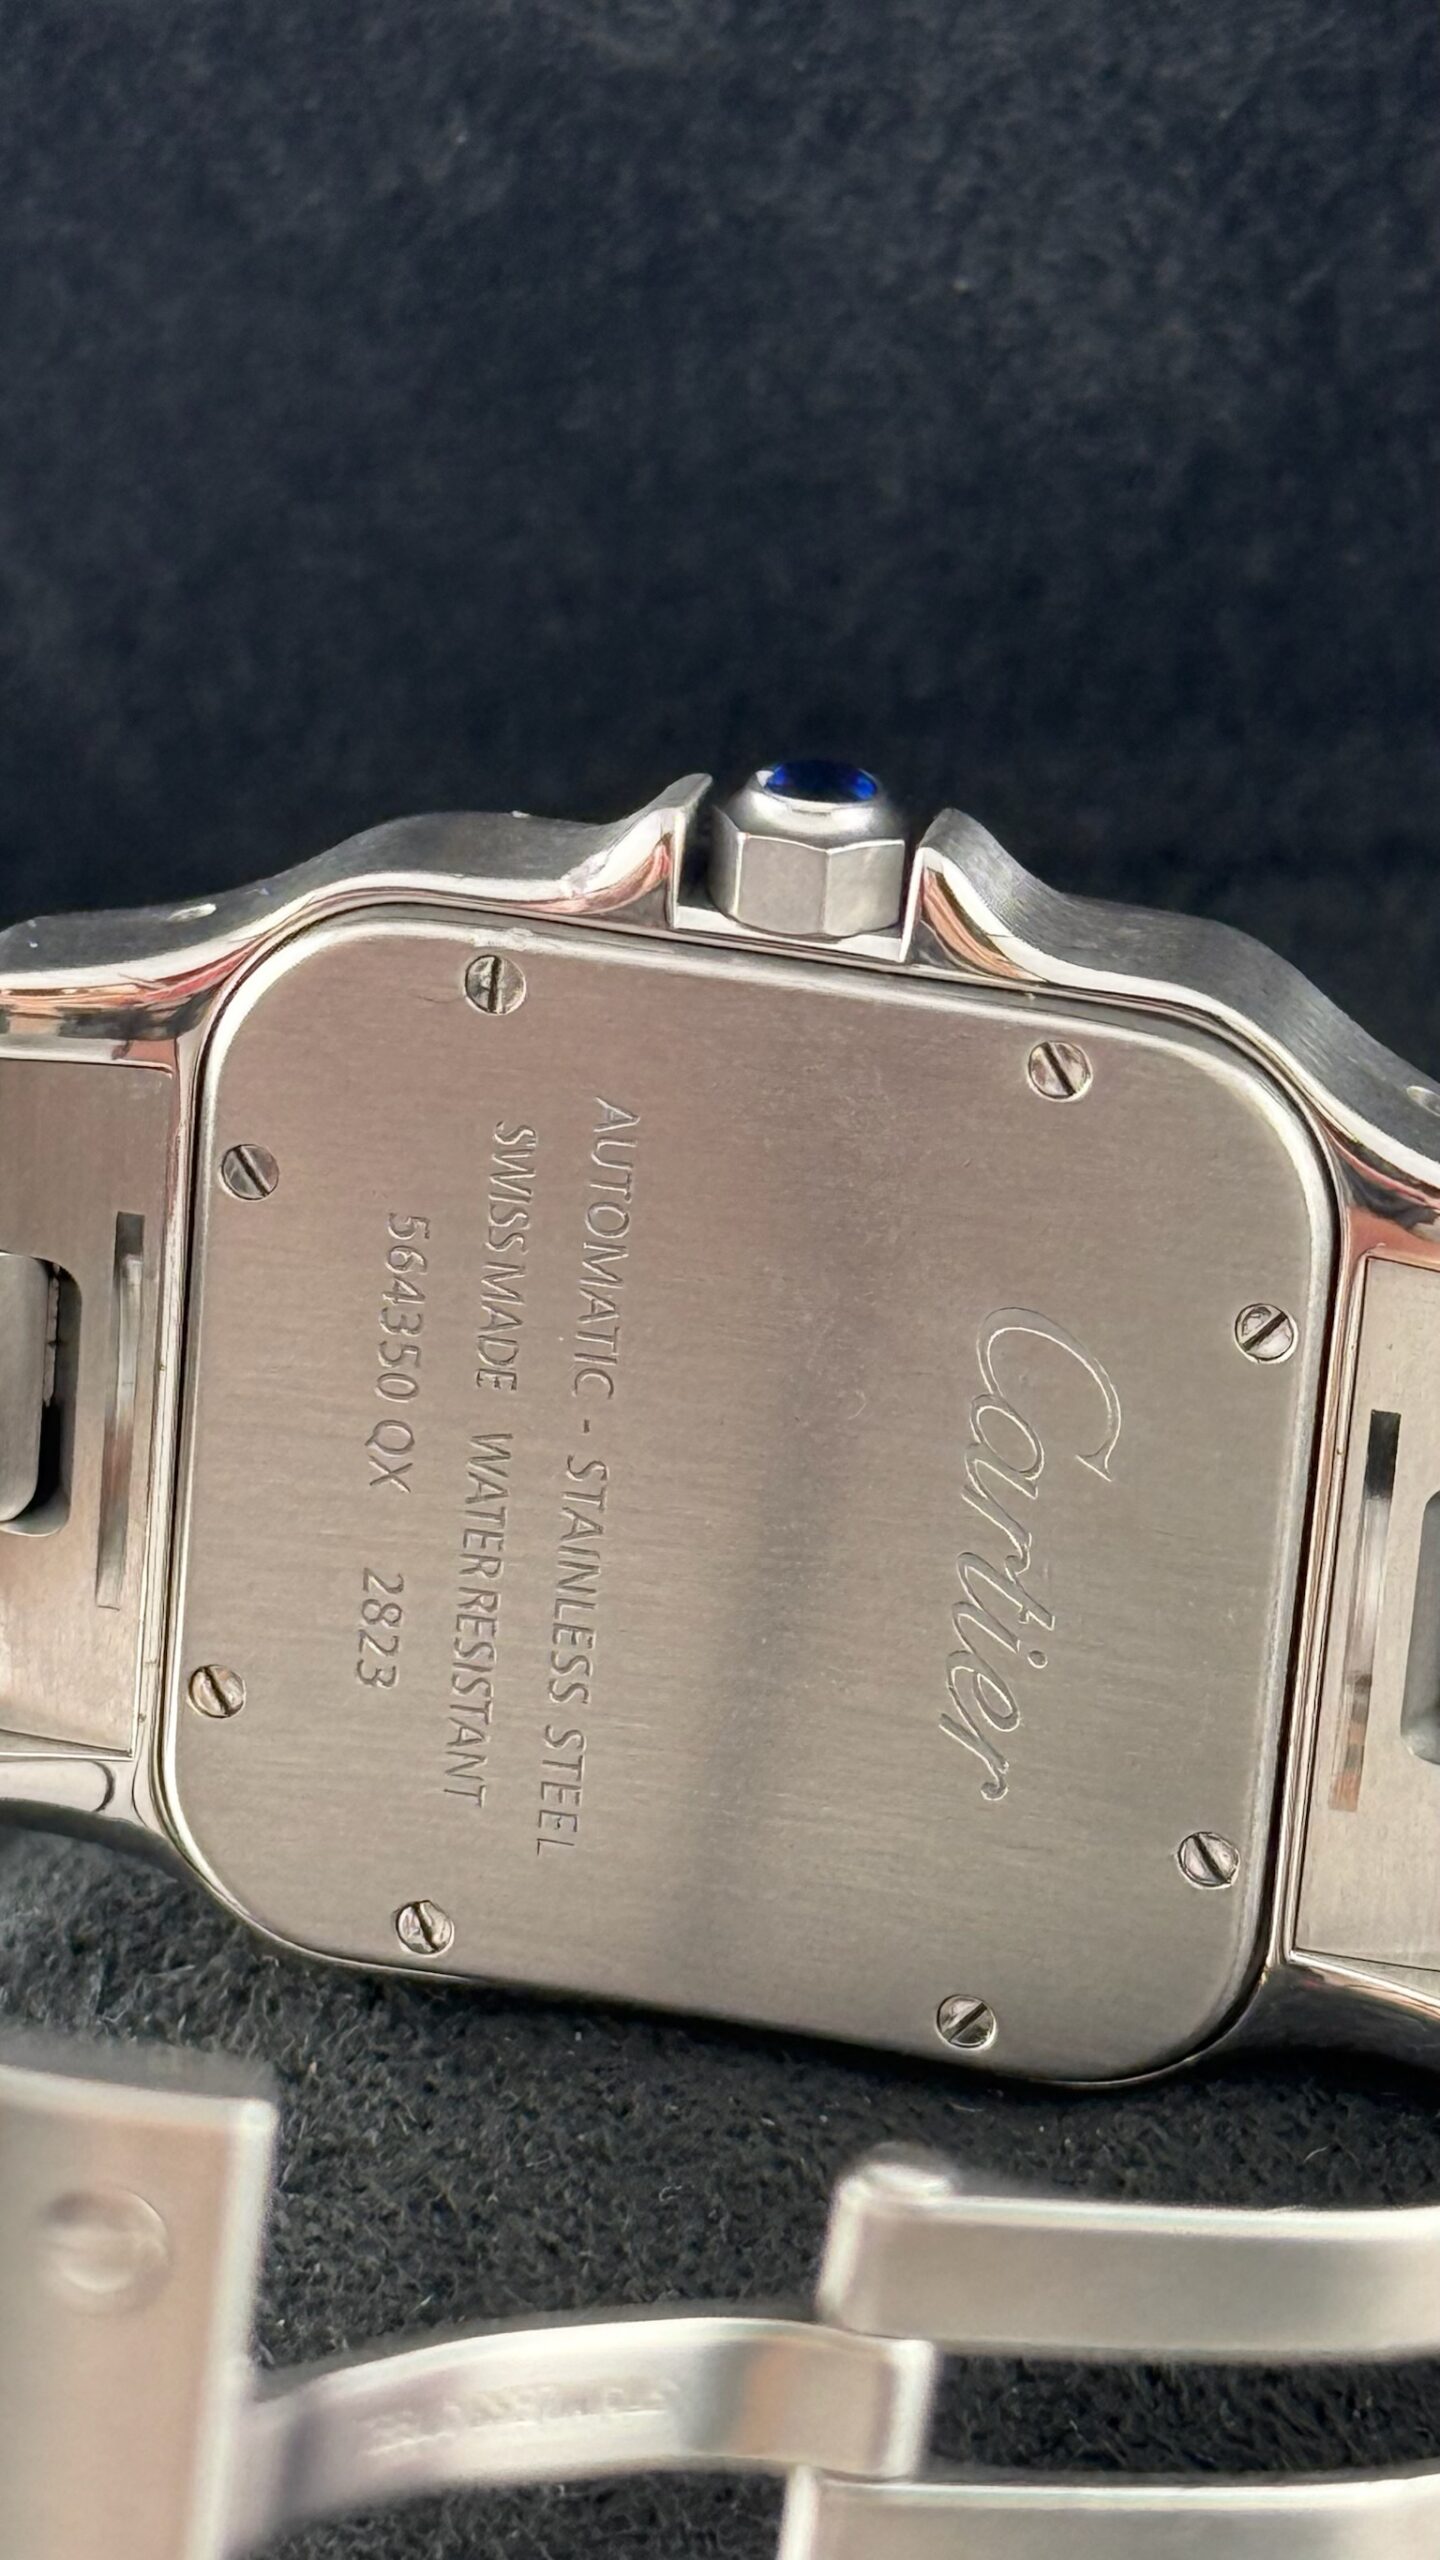 Cartier
AUTOMATIC - STAINLESS STEEL
SWISS MADE WATER RESISTANT
564350 QX 2823